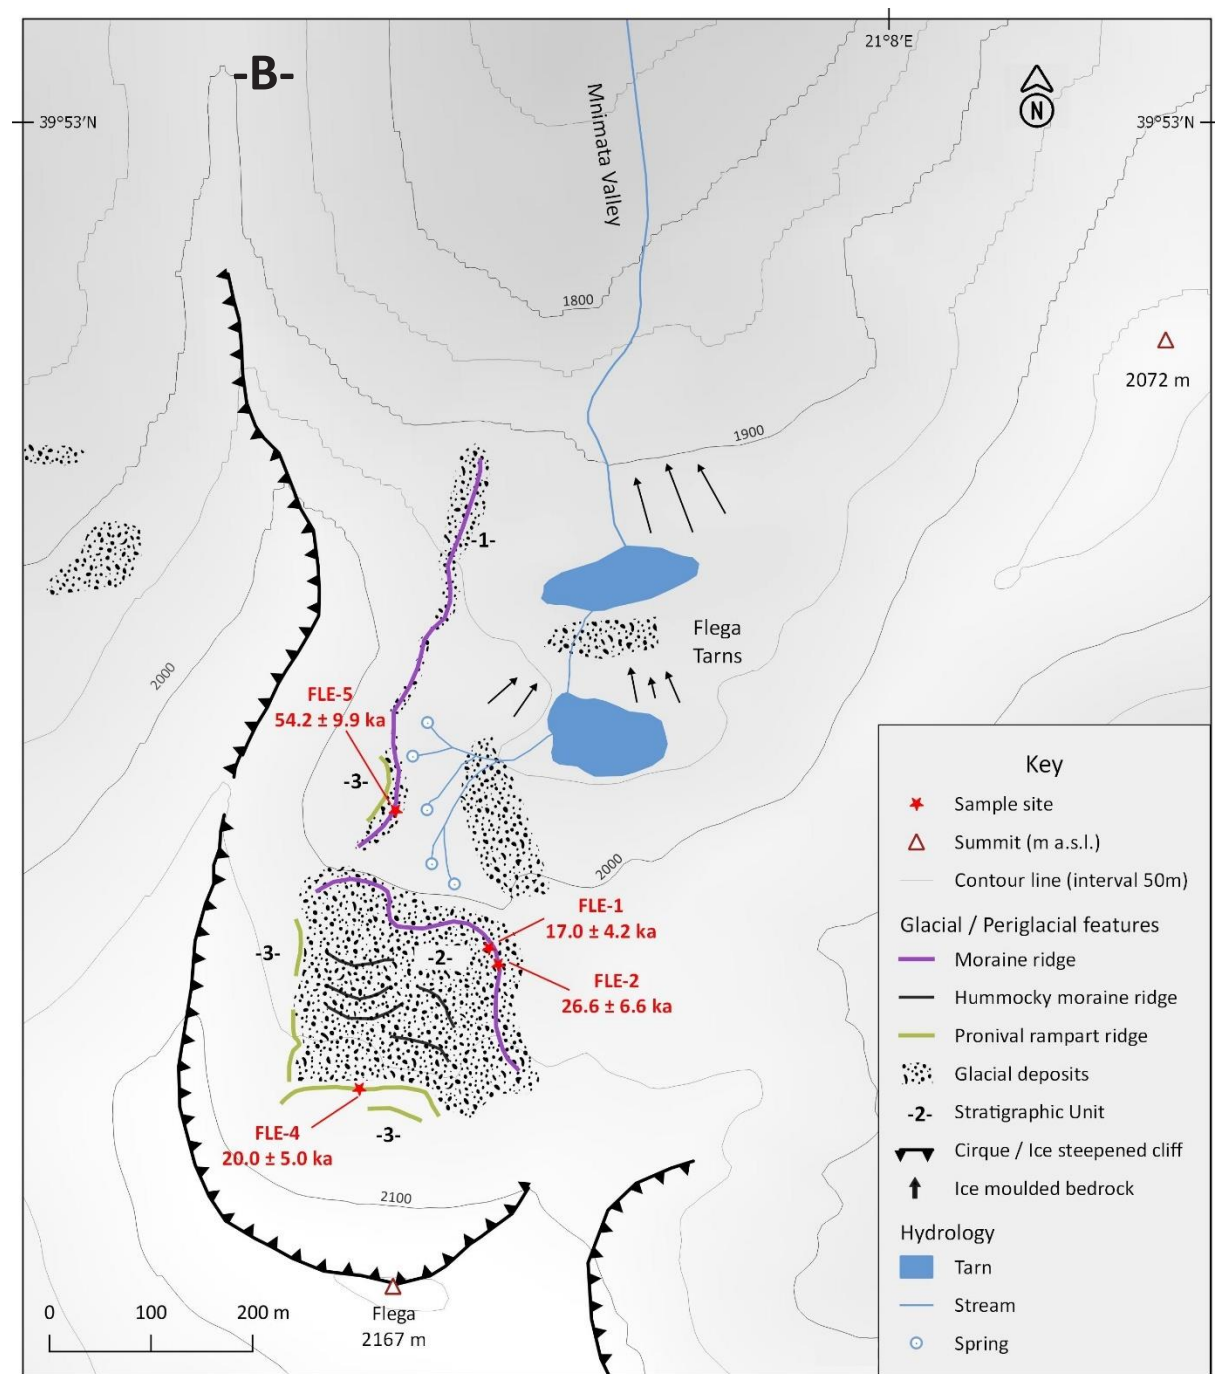 -B-
21°8′E
N
39°53′N
39°53′N
Mnimata Valley
1800
2072 m
1900
-1-
Flega
Tarns
2000
FLE-5
54.2 ± 9.9 ka
-3-
2000
FLE-1
17.0 ± 4.2 ka
-3-
-2-
FLE-2
26.6 ± 6.6 ka
-3-
FLE-4
20.0 ± 5.0 ka
2100
0 100 200 m
Flega
2167 m
Key
Sample site
Summit (m a.s.l.)
Contour line (interval 50m)
Glacial / Periglacial features
Moraine ridge
Hummocky moraine ridge
Pronival rampart ridge
Glacial deposits
-2- Stratigraphic Unit
Cirque / Ice steepened cliff
Ice moulded bedrock
Hydrology
Tarn
Stream
Spring